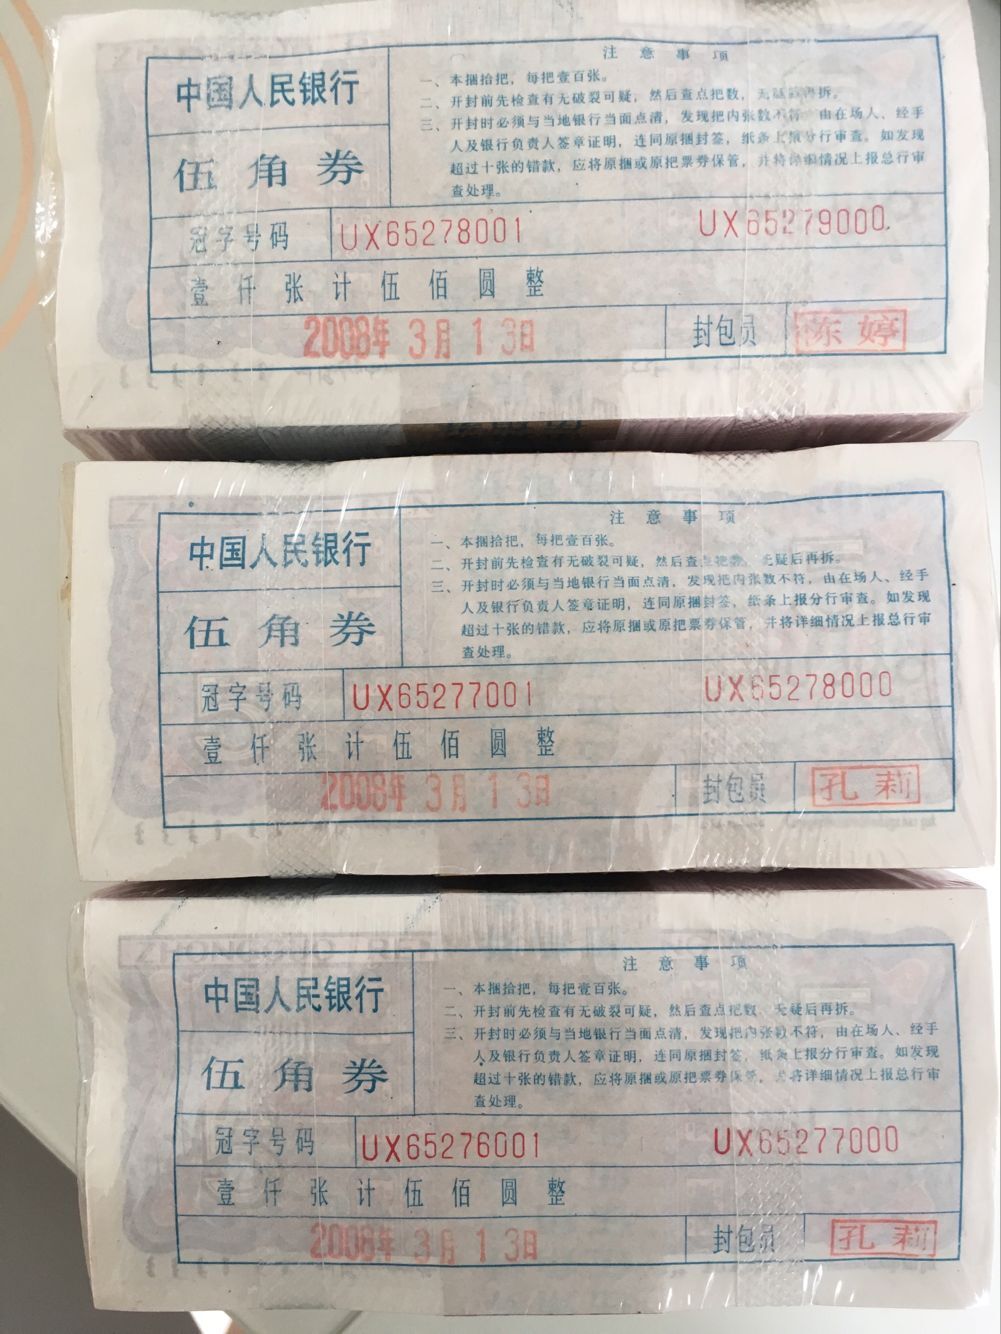 中国人民银行
伍角券
注意事项
一、本捆拾把，每把壹百张。
二、开封前先检查有无破裂可疑，然后查点把数，无疑后再拆。
三、开封时必须与当地银行当面点清，发现把内张数不符，由在场人、经手
人及银行负责人签章证明，连同原捆封签，纸条上报分行审查。如发现
超过十张的错款，应将原捆或原把票券保管，并将详细情况上报总行审
查处理。
冠字号码 UX65278001 UX65279000
壹仟张计伍佰圆整
2008年3月13日 封包员 陈婷
中国人民银行
伍角券
注意事项
一、本捆拾把，每把壹百张。
二、开封前先检查有无破裂可疑，然后查点把数，无疑后再拆。
三、开封时必须与当地银行当面点清，发现把内张数不符，由在场人、经手
人及银行负责人签章证明，连同原捆封签，纸条上报分行审查。如发现
超过十张的错款，应将原捆或原把票券保管，并将详细情况上报总行审
查处理。
冠字号码 UX65277001 UX65278000
壹仟张计伍佰圆整
2008年3月13日 封包员 孔莉
中国人民银行
伍角券
注意事项
一、本捆拾把，每把壹百张。
二、开封前先检查有无破裂可疑，然后查点把数，无疑后再拆。
三、开封时必须与当地银行当面点清，发现把内张数不符，由在场人、经手
人及银行负责人签章证明，连同原捆封签，纸条上报分行审查。如发现
超过十张的错款，应将原捆或原把票券保管，并将详细情况上报总行审
查处理。
冠字号码 UX65276001 UX65277000
壹仟张计伍佰圆整
2008年3月13日 封包员 孔莉